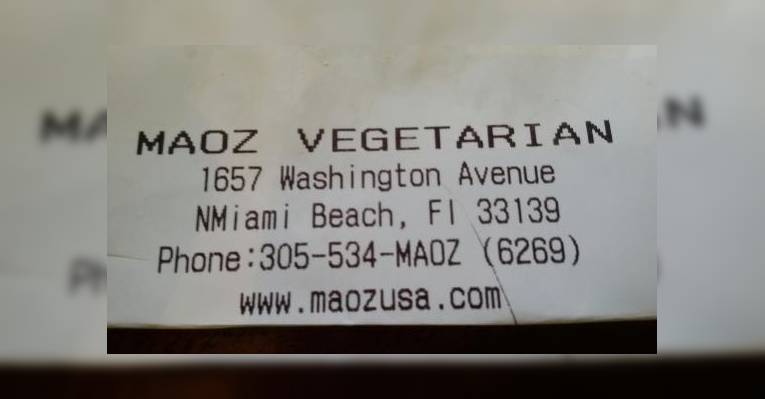 MAOZ VEGETARIAN
1657 Washington Avenue
NMiami Beach, Fl 33139
Phone:305-534-MAOZ (6269)
www.maozusa.com